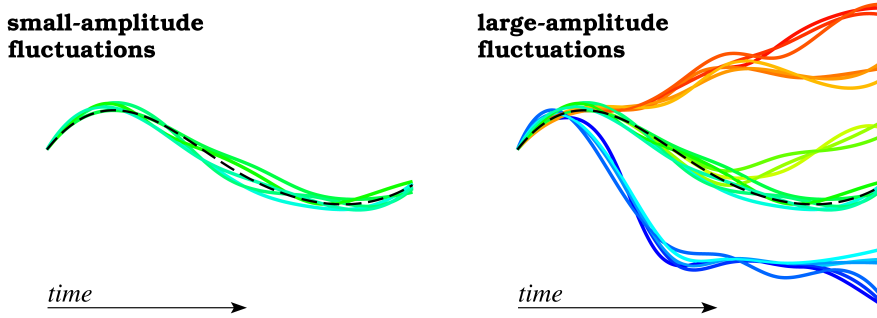 small-amplitude
fluctuations
large-amplitude
fluctuations
time
time